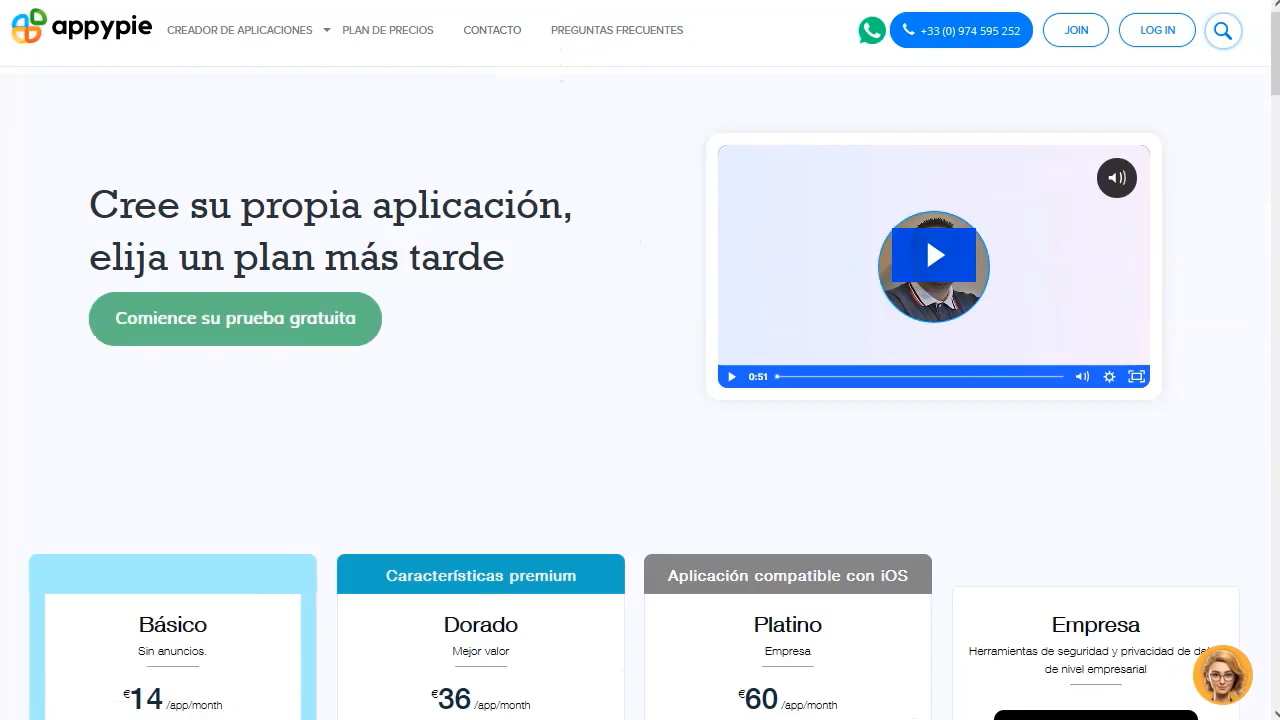 appypie
CREADOR DE APLICACIONES
PLAN DE PRECIOS
CONTACTO
PREGUNTAS FRECUENTES
+33 (0) 974 595 252
JOIN
LOG IN
Cree su propia aplicación,
elija un plan más tarde
Comience su prueba gratuita
0:51
Básico
Sin anuncios.
€14 /app/month
Características premium
Dorado
Mejor valor
€36 /app/month
Aplicación compatible con iOS
Platino
Empresa
€60 /app/month
Empresa
Herramientas de seguridad y privacidad de
de nivel empresarial